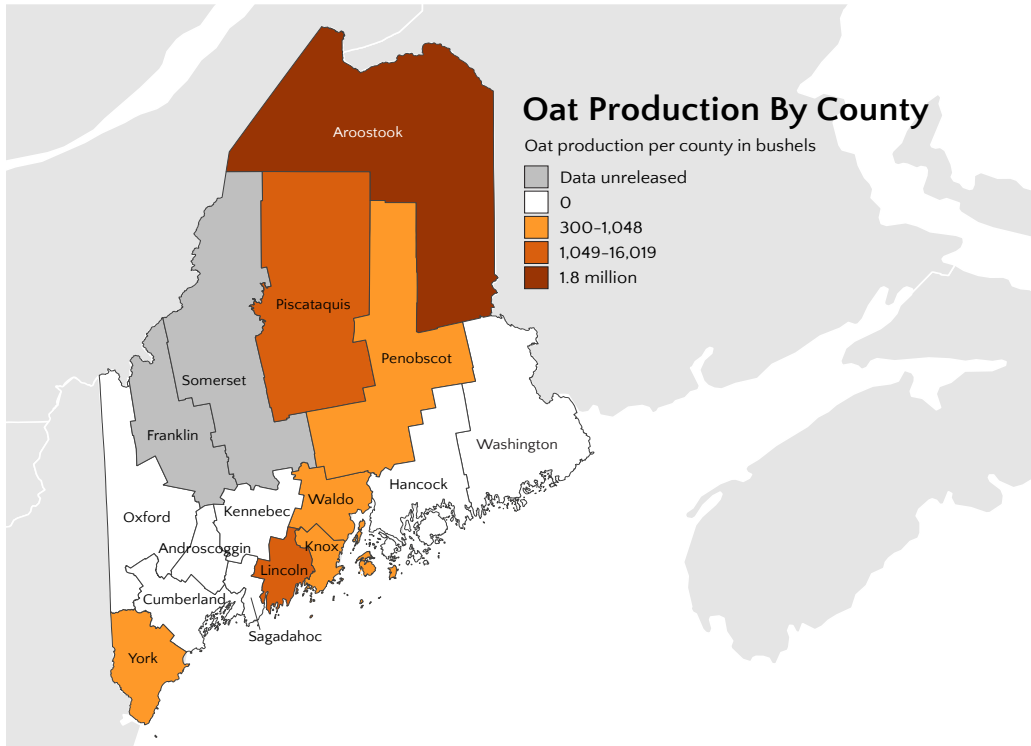 Oat Production By County
Oat production per county in bushels
Data unreleased
0
300-1,048
1,049-16,019
1.8 million
Aroostook
Piscataquis
Penobscot
Somerset
Franklin
Washington
Hancock
Waldo
Kennebec
Oxford
Androscoggin
Knox
Lincoln
Cumberland
Sagadahoc
York